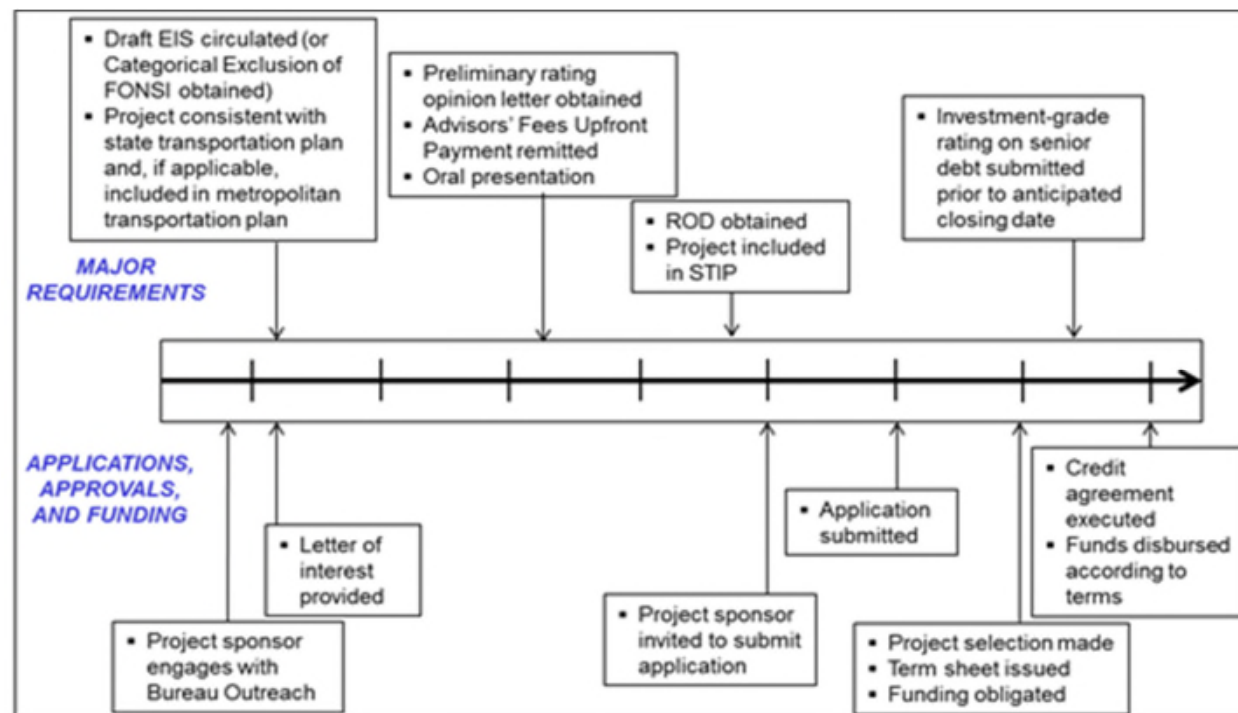 ▪ Draft EIS circulated (or
Categorical Exclusion of
FONSI obtained)
▪ Project consistent with
state transportation plan
and, if applicable,
included in metropolitan
transportation plan
▪ Preliminary rating
opinion letter obtained
▪ Advisors' Fees Upfront
Payment remitted
▪ Oral presentation
▪ ROD obtained
▪ Project included
in STIP
▪ Investment-grade
rating on senior
debt submitted
prior to anticipated
closing date
MAJOR
REQUIREMENTS
APPLICATIONS,
APPROVALS,
AND FUNDING
▪ Project sponsor
engages with
Bureau Outreach
▪ Letter of
interest
provided
▪ Project sponsor
invited to submit
application
▪ Application
submitted
▪ Project selection made
▪ Term sheet issued
▪ Funding obligated
▪ Credit
agreement
executed
▪ Funds disbursed
according to
terms